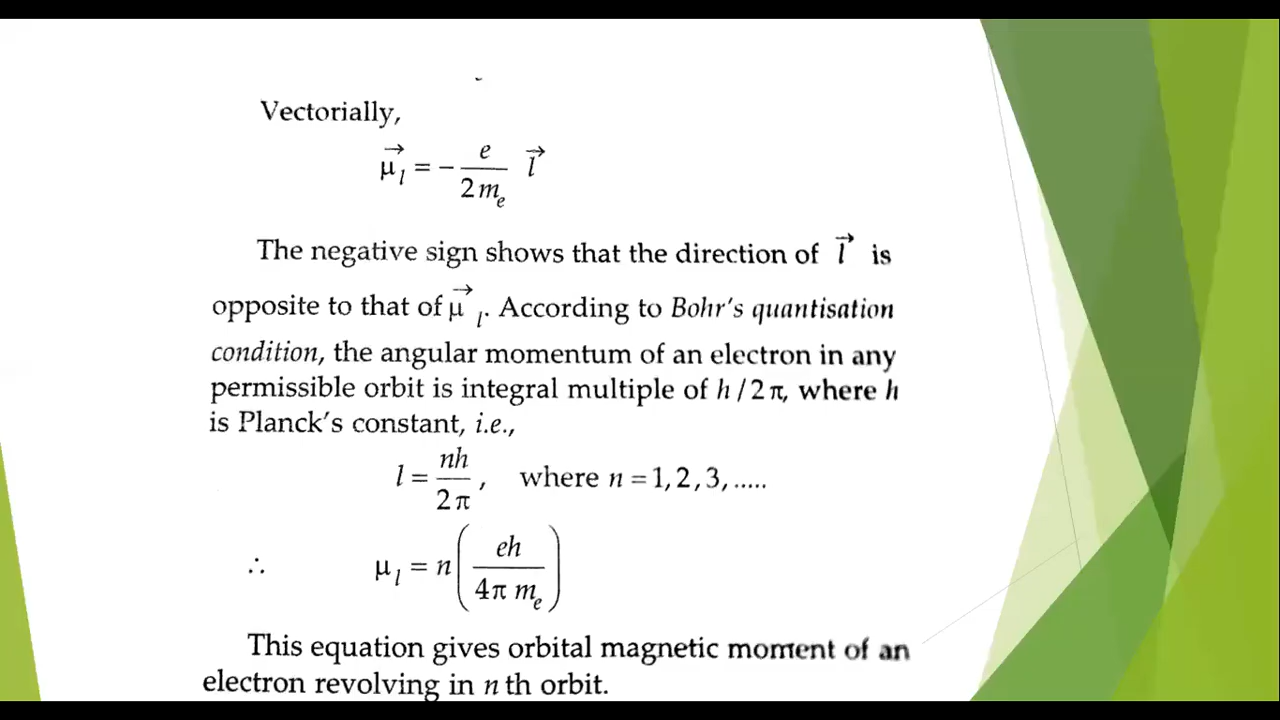 Vectorially,
μ⃗_l = − e/2m_e l⃗
The negative sign shows that the direction of l⃗ is
opposite to that of μ⃗_l. According to Bohr's quantisation
condition, the angular momentum of an electron in any
permissible orbit is integral multiple of h / 2π, where h
is Planck's constant, i.e.,
l = nh/2π, where n = 1, 2, 3, .....
∴ μ_l = n(eh/4π m_e)
This equation gives orbital magnetic moment of an
electron revolving in n th orbit.